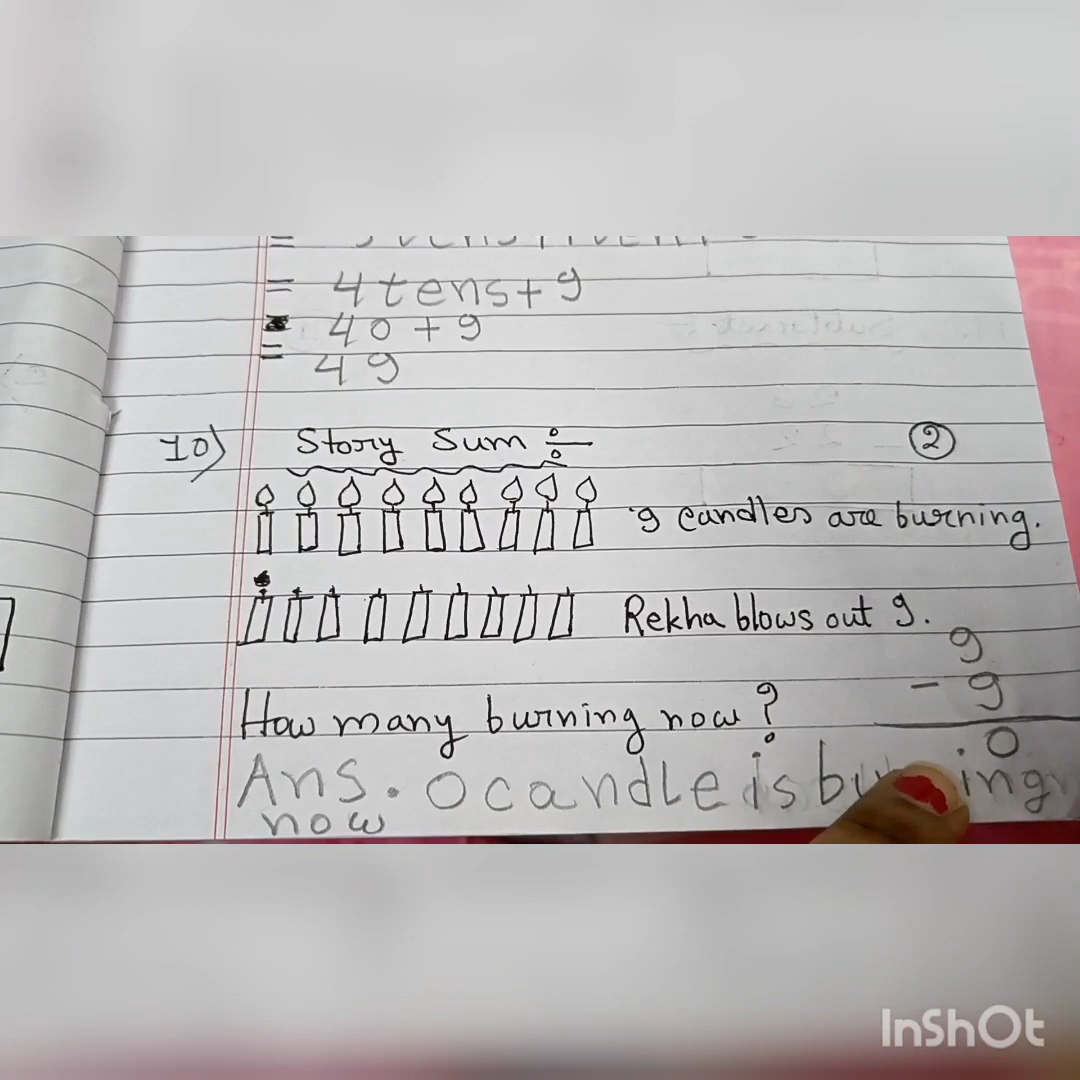 = 4 tens + 9
= 40 + 9
= 49
10) Story Sum ÷ 2
9 candles are burning.
Rekha blows out 9.
9
- 9
0
How many burning now?
Ans. 0 candle is burning
now
InShOt